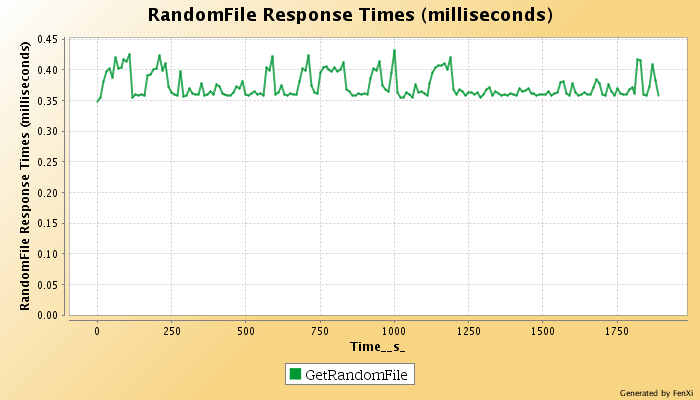 RandomFile Response Times (milliseconds)
RandomFile Response Times (milliseconds)
0.45
0.40
0.35
0.30
0.25
0.20
0.15
0.10
0.05
0.00
0 250 500 750 1000 1250 1500 1750
Time__s_
GetRandomFile
Generated by FenXi